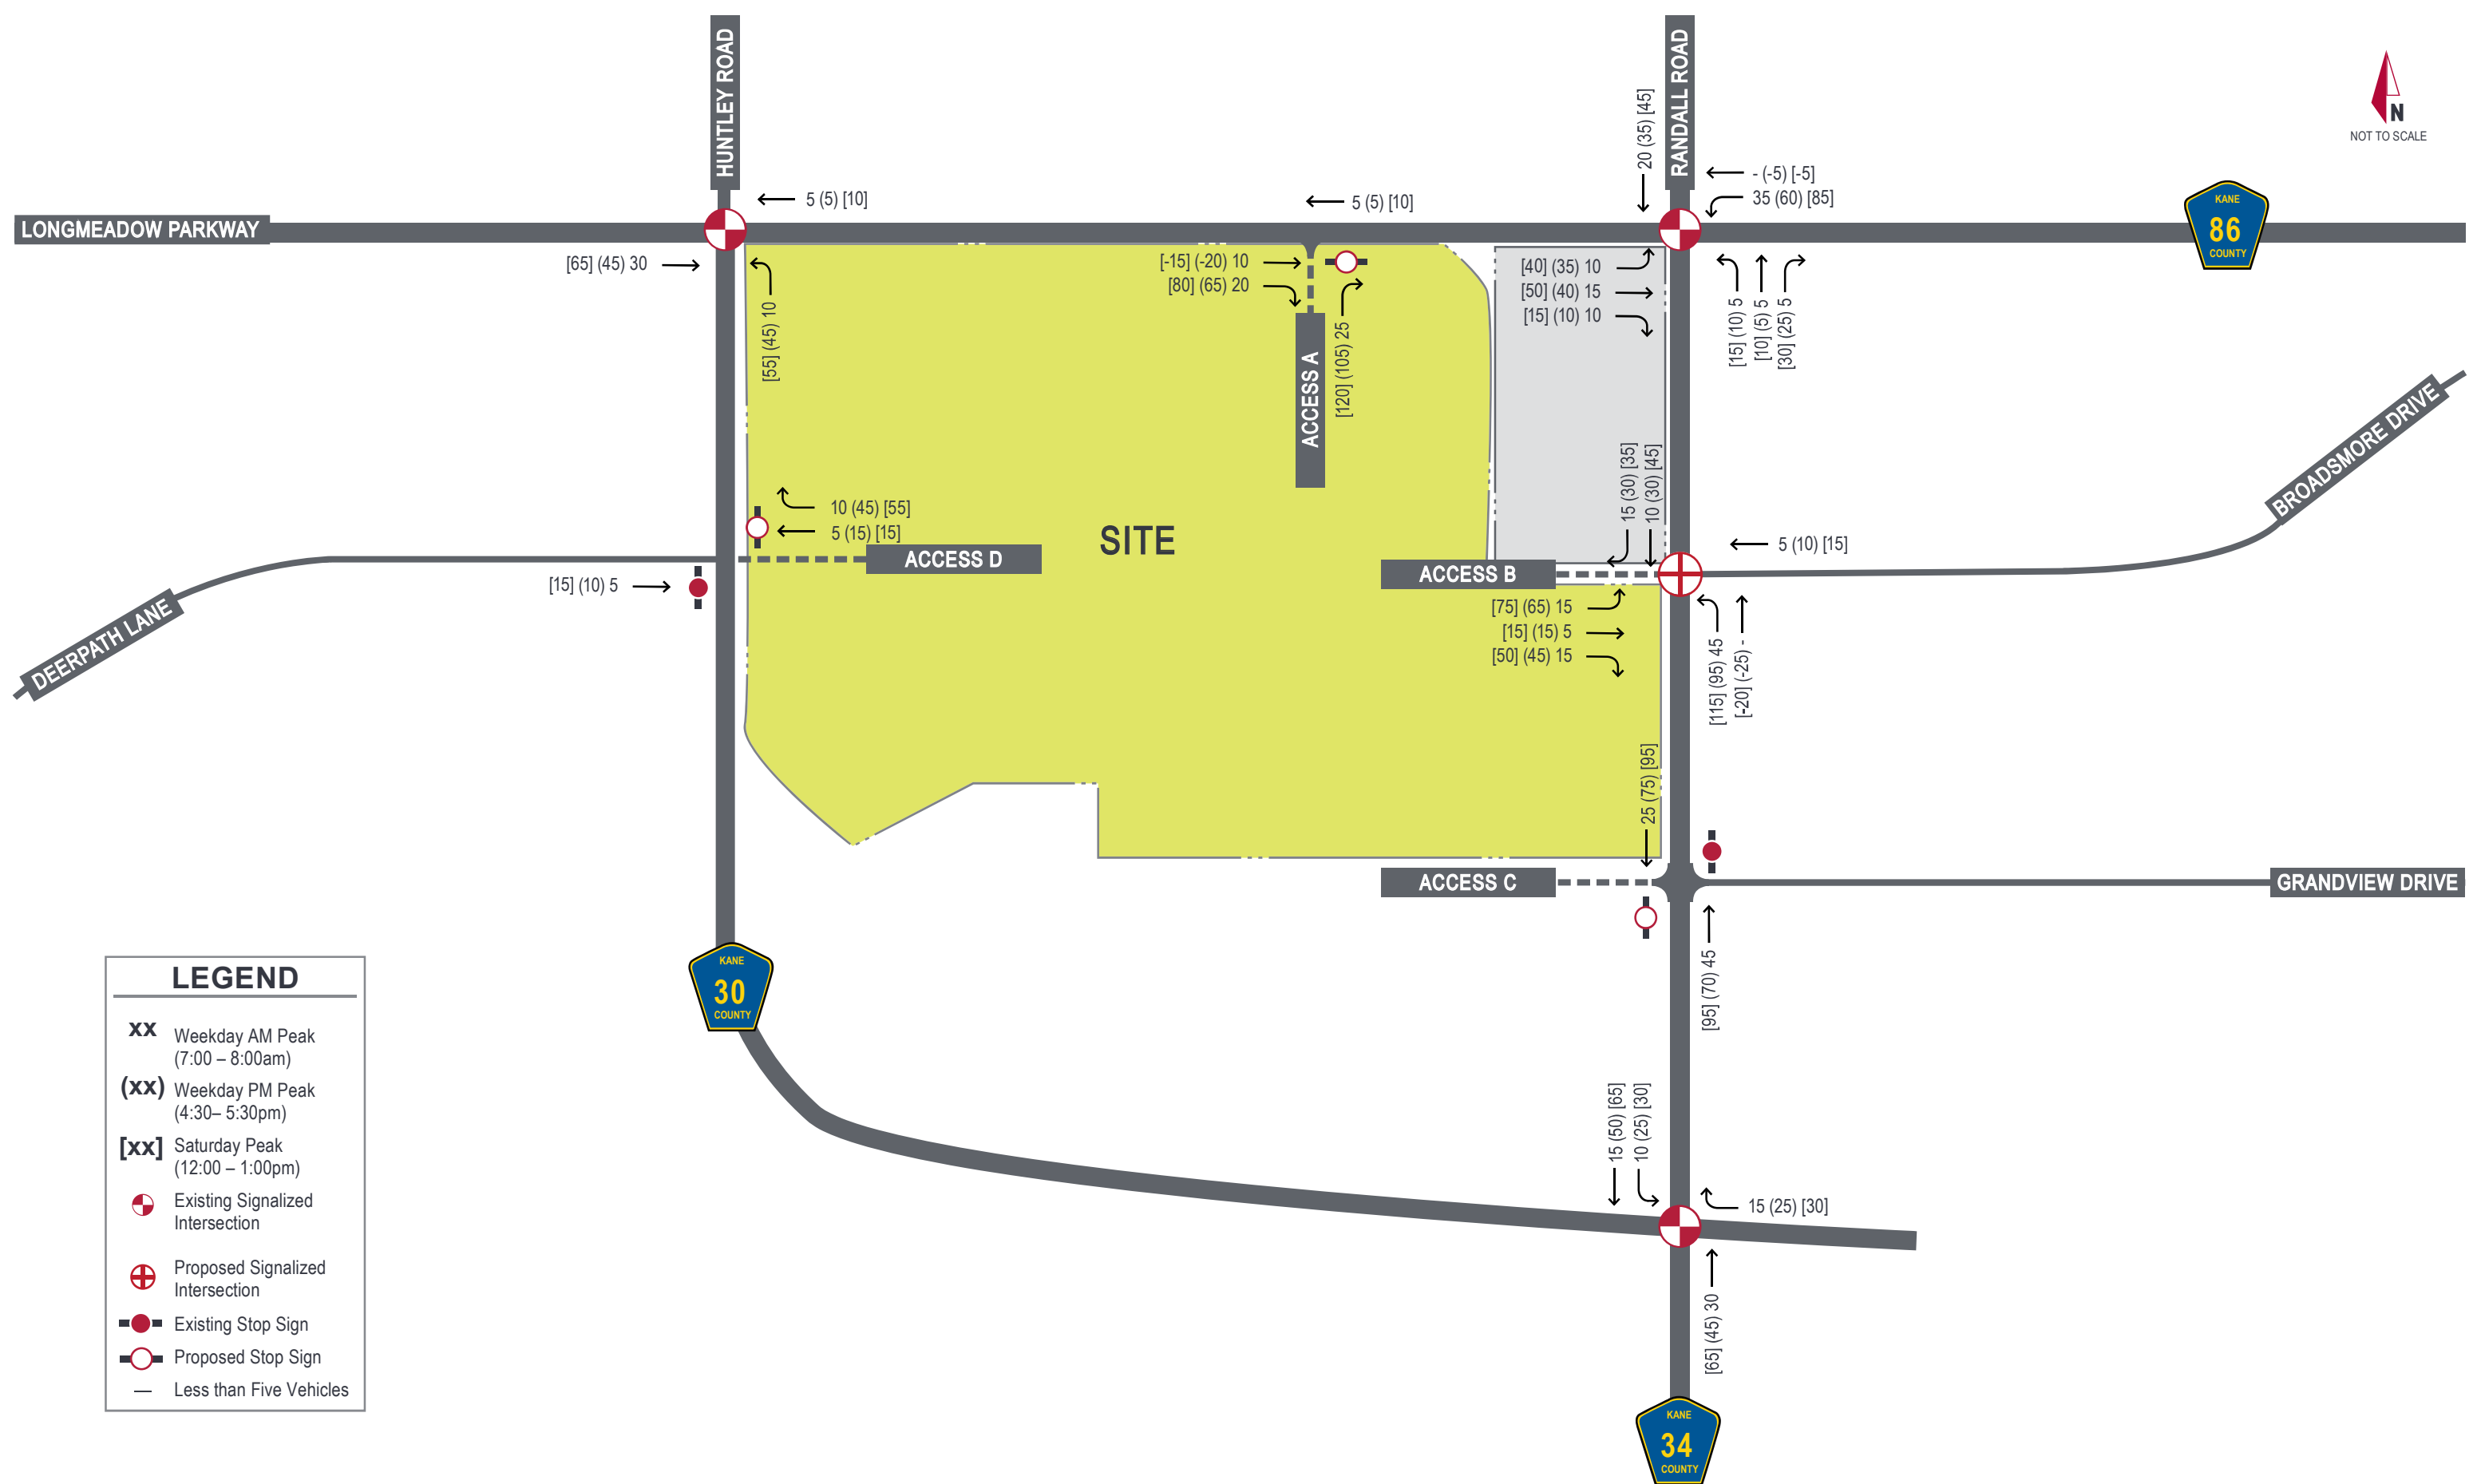 HUNTLEY ROAD
RANDALL ROAD
N
NOT TO SCALE
20 (35) [45]
- (-5) [-5]
35 (60) [85]
5 (5) [10]
5 (5) [10]
LONGMEADOW PARKWAY
KANE
86
COUNTY
[65] (45) 30
[55] (45) 10
[-15] (-20) 10
[80] (65) 20
[120] (105) 25
ACCESS A
[40] (35) 10
[50] (40) 15
[15] (10) 10
[15] (10) 5
[10] (5) 5
[30] (25) 5
BROADSMORE DRIVE
15 (30) [35]
10 (30) [45]
10 (45) [55]
5 (15) [15]
SITE
5 (10) [15]
ACCESS D
ACCESS B
[15] (10) 5
DEERPATH LANE
[75] (65) 15
[15] (15) 5
[50] (45) 15
[115] (95) 45
[-20] (-25) -
25 (75) [95]
ACCESS C
GRANDVIEW DRIVE
[95] (70) 45
KANE
30
COUNTY
LEGEND
xx Weekday AM Peak
(7:00 – 8:00am)
(xx) Weekday PM Peak
(4:30– 5:30pm)
[xx] Saturday Peak
(12:00 – 1:00pm)
Existing Signalized
Intersection
Proposed Signalized
Intersection
Existing Stop Sign
Proposed Stop Sign
— Less than Five Vehicles
15 (50) [65]
10 (25) [30]
15 (25) [30]
[65] (45) 30
KANE
34
COUNTY